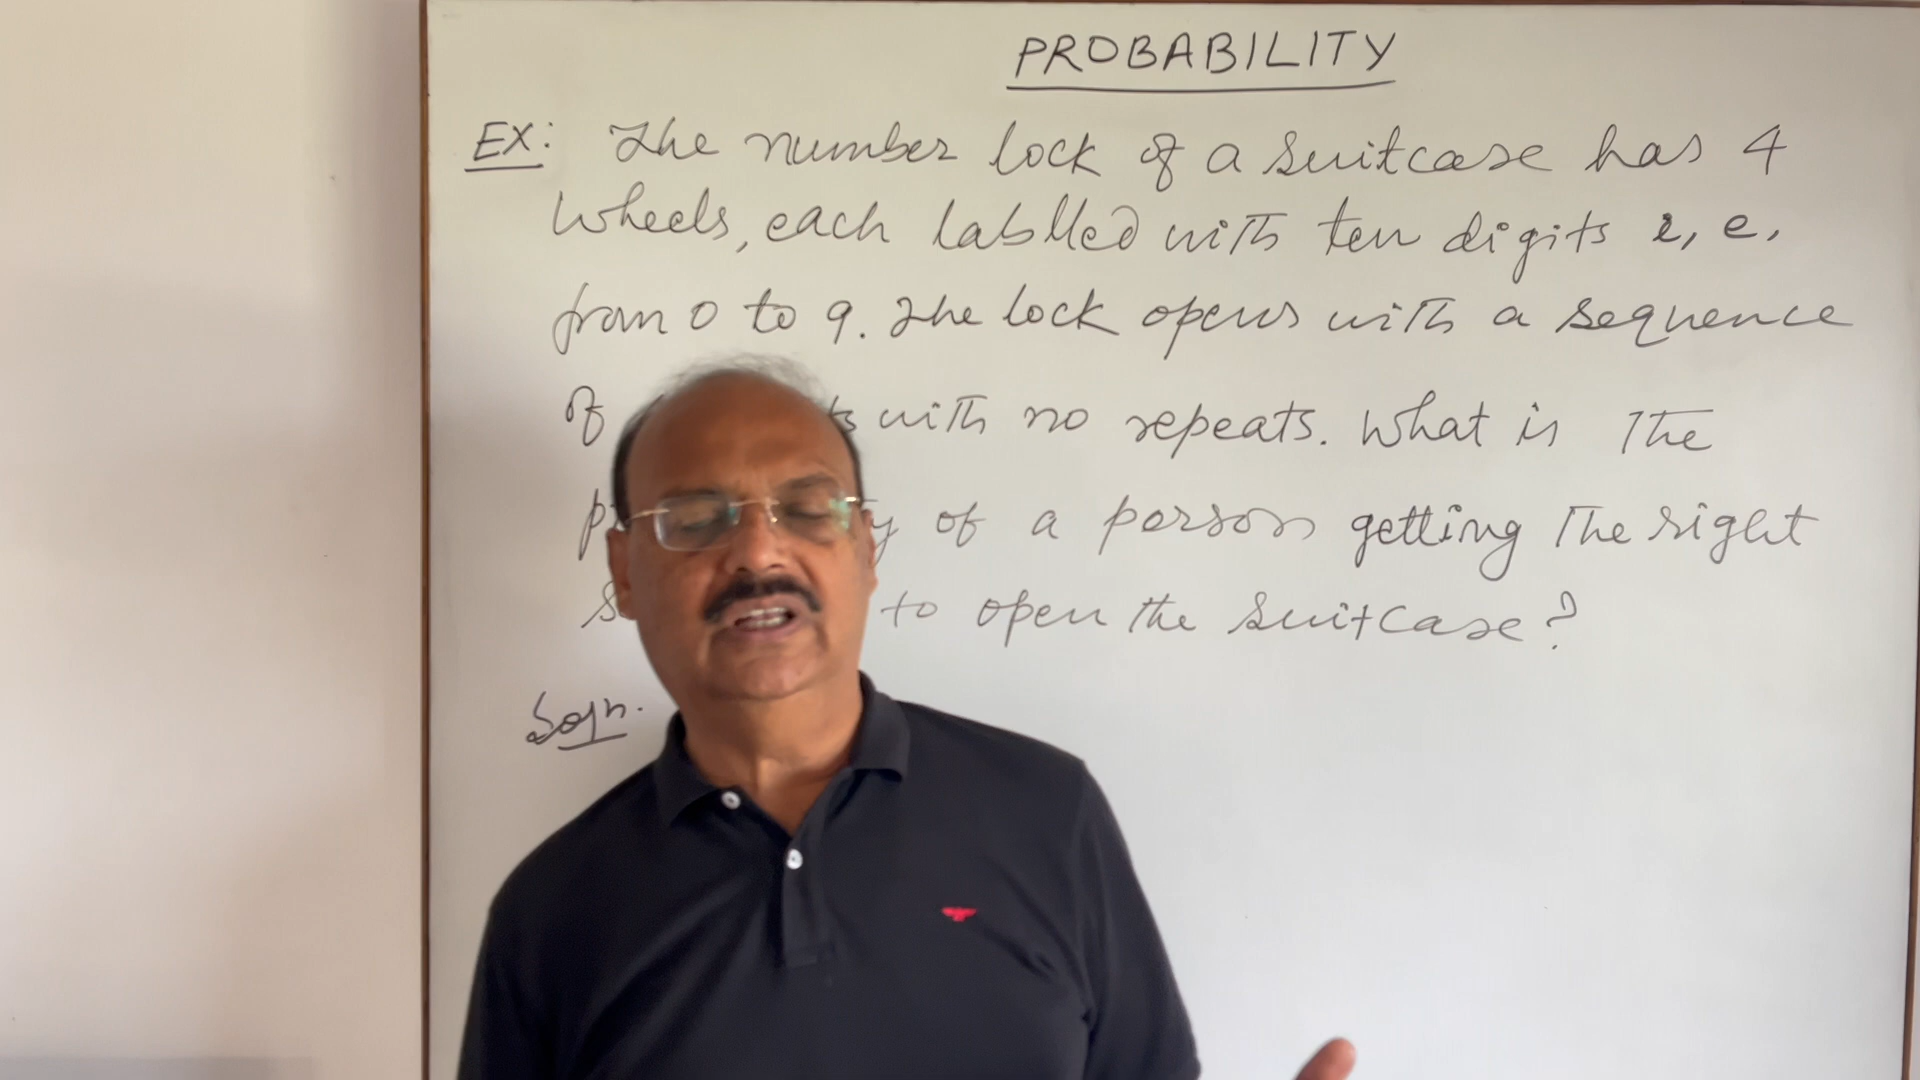 PROBABILITY
EX: The number lock of a suitcase has 4
wheels, each lablled with ten digits i, e,
from 0 to 9. The lock opens with a sequence
of with no repeats. What is the
of a person getting the right
to open the suitcase?
Soln.